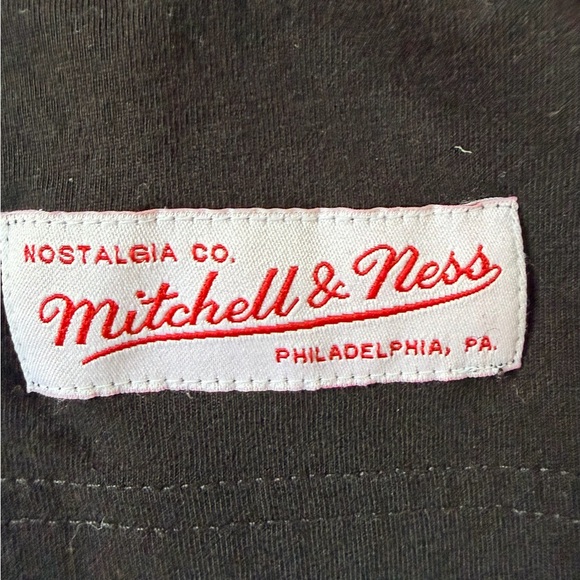 NOSTALGIA CO.
Mitchell & Ness
PHILADELPHIA, PA.